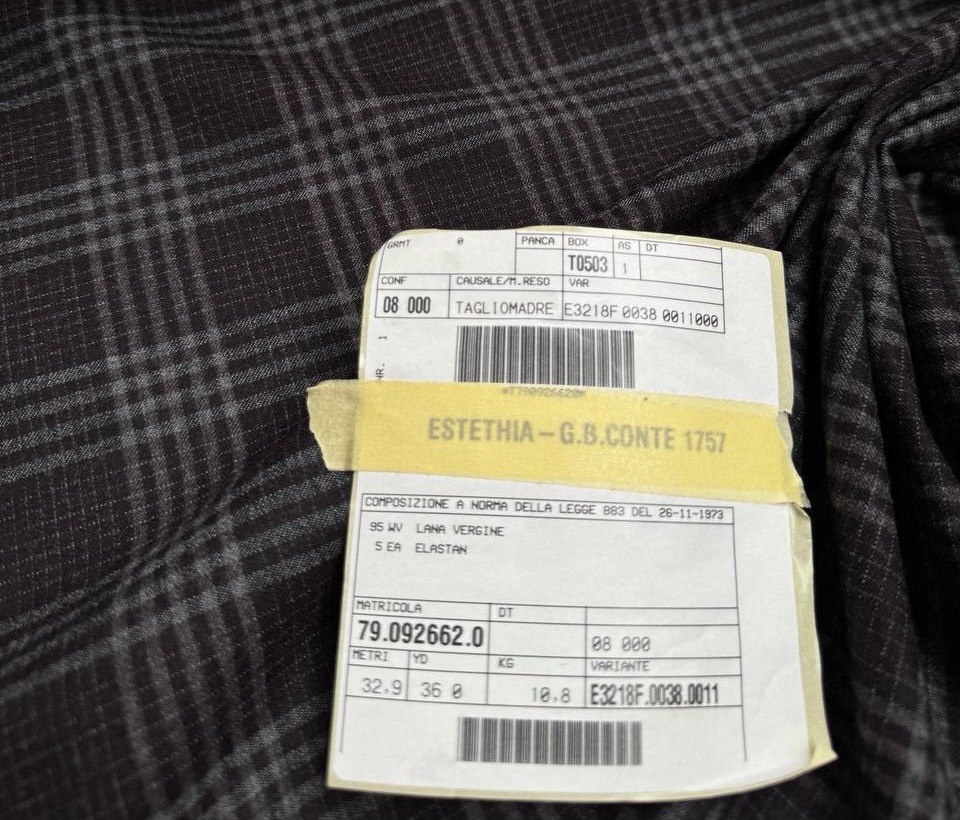 GRMT 0 PANCA BOX AS DT
T0503 1
CONF CAUSALE/M.RESO VAR
08 000 TAGLIOMADRE E3218F 0038 0011000
NR. 1
WT790926620M
ESTETHIA – G.B.CONTE 1757
COMPOSIZIONE A NORMA DELLA LEGGE 883 DEL 26-11-1973
95 WV LANA VERGINE
5 EA ELASTAN
MATRICOLA DT
79.092662.0 08 000
METRI YD KG VARIANTE
32.9 36 0 10.8 E3218F.0038.0011